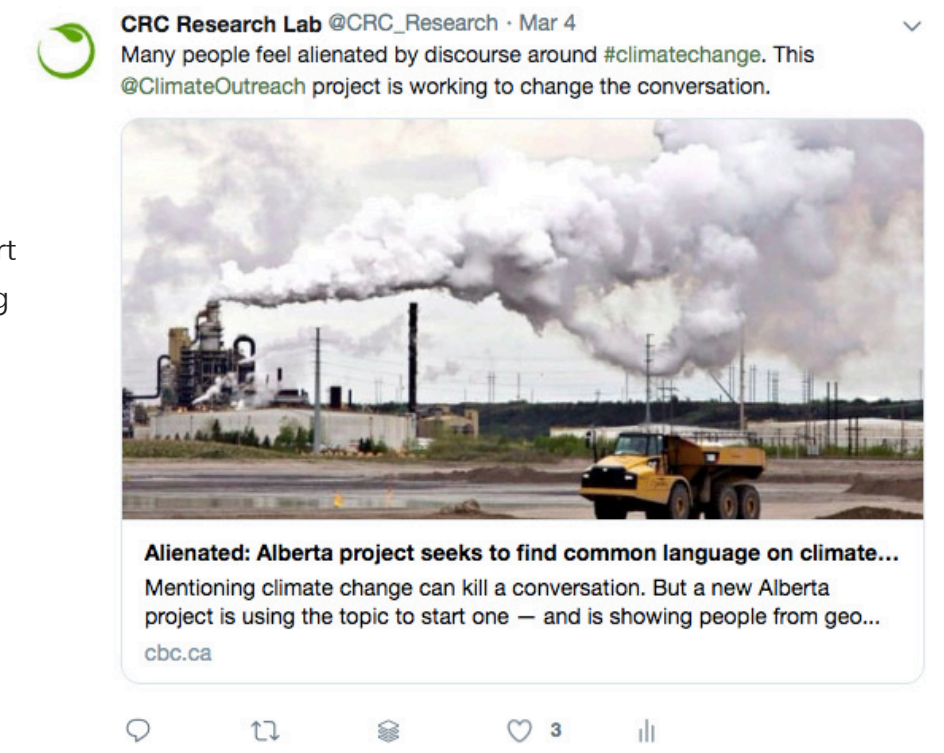 CRC Research Lab @CRC_Research · Mar 4
Many people feel alienated by discourse around #climatechange. This
@ClimateOutreach project is working to change the conversation.
rt
g
Alienated: Alberta project seeks to find common language on climate...
Mentioning climate change can kill a conversation. But a new Alberta
project is using the topic to start one — and is showing people from geo...
cbc.ca
3